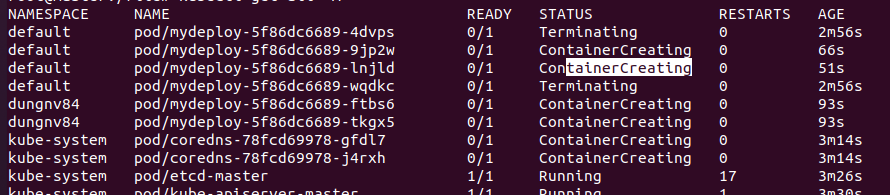 NAMESPACE NAME READY STATUS RESTARTS AGE
default pod/mydeploy-5f86dc6689-4dvps 0/1 Terminating 0 2m56s
default pod/mydeploy-5f86dc6689-9jp2w 0/1 ContainerCreating 0 66s
default pod/mydeploy-5f86dc6689-lnjld 0/1 ContainerCreating 0 51s
default pod/mydeploy-5f86dc6689-wqdkc 0/1 Terminating 0 2m56s
dungnv84 pod/mydeploy-5f86dc6689-ftbs6 0/1 ContainerCreating 0 93s
dungnv84 pod/mydeploy-5f86dc6689-tkgx5 0/1 ContainerCreating 0 93s
kube-system pod/coredns-78fcd69978-gfdl7 0/1 ContainerCreating 0 3m14s
kube-system pod/coredns-78fcd69978-j4rxh 0/1 ContainerCreating 0 3m14s
kube-system pod/etcd-master 1/1 Running 17 3m26s
kube-system pod/kube-apiserver-master 1/1 Running 1 3m30s